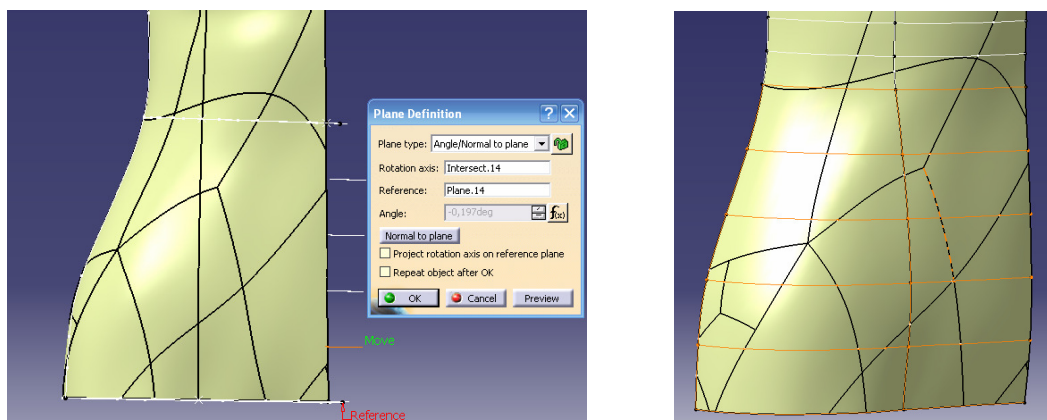 Plane Definition
Plane type: Angle/Normal to plane
Rotation axis: Intersect.14
Reference: Plane.14
Angle: -0,197deg f(x)
Normal to plane
Project rotation axis on reference plane
Repeat object after OK
OK Cancel Preview
Move
Reference